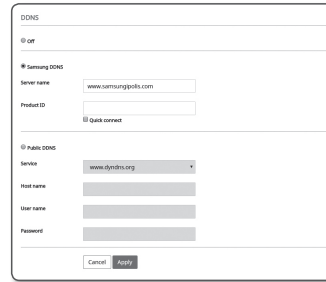 DDNS
Off
Samsung DDNS
Server name
www.samsungipolis.com
Product ID
Quick connect
Public DDNS
Service
www.dyndns.org
Host name
User name
Password
Cancel Apply